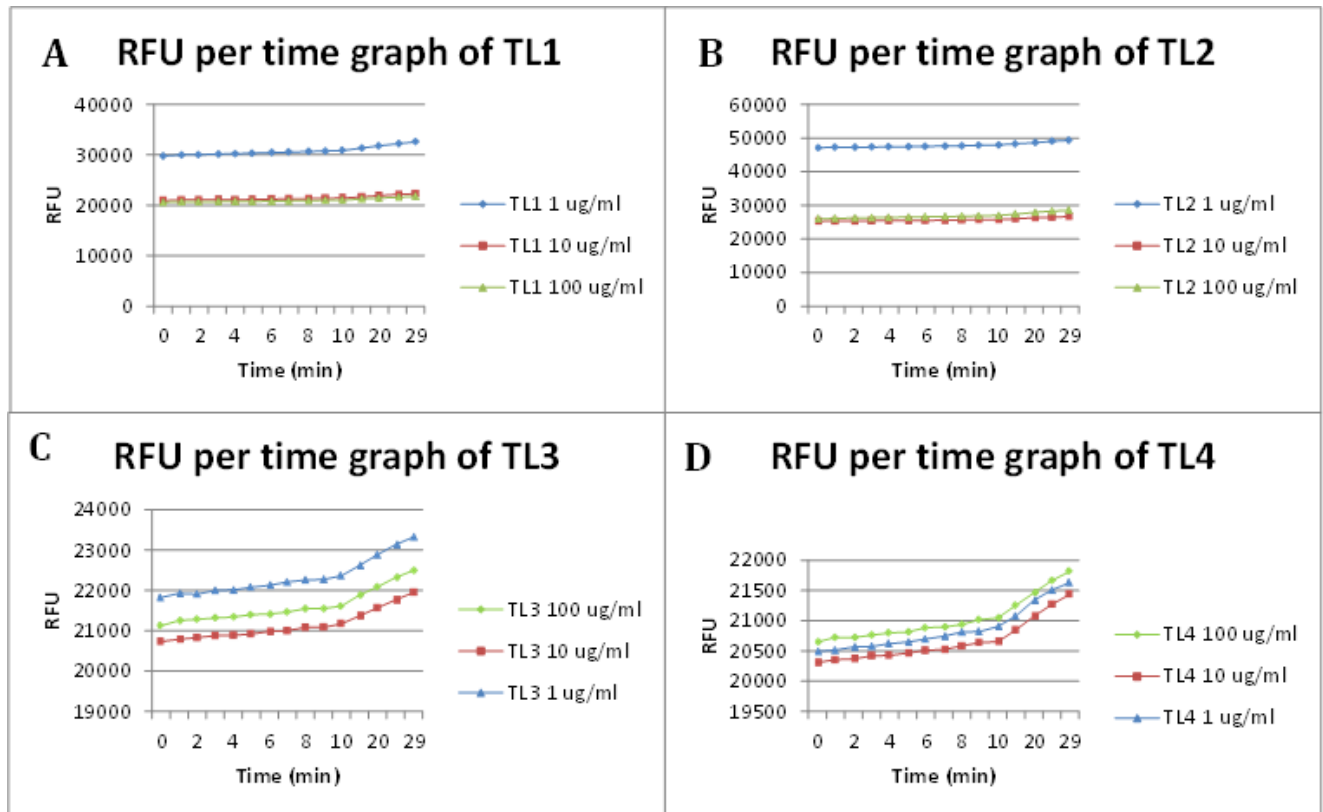 A
RFU per time graph of TL1
40000
30000
20000
10000
0
RFU
0 2 4 6 8 10 20 29
Time (min)
TL1 1 ug/ml
TL1 10 ug/ml
TL1 100 ug/ml
B
RFU per time graph of TL2
60000
50000
40000
30000
20000
10000
0
RFU
0 2 4 6 8 10 20 29
Time (min)
TL2 1 ug/ml
TL2 10 ug/ml
TL2 100 ug/ml
C
RFU per time graph of TL3
24000
23000
22000
21000
20000
19000
RFU
0 2 4 6 8 10 20 29
Time (min)
TL3 100 ug/ml
TL3 10 ug/ml
TL3 1 ug/ml
D
RFU per time graph of TL4
22000
21500
21000
20500
20000
19500
RFU
0 2 4 6 8 10 20 29
Time (min)
TL4 100 ug/ml
TL4 10 ug/ml
TL4 1 ug/ml